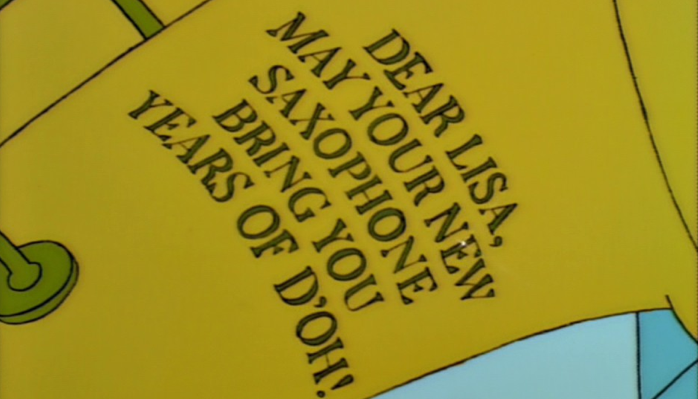 DEAR LISA,
MAY YOUR NEW
SAXOPHONE
BRING YOU
YEARS OF D'OH!